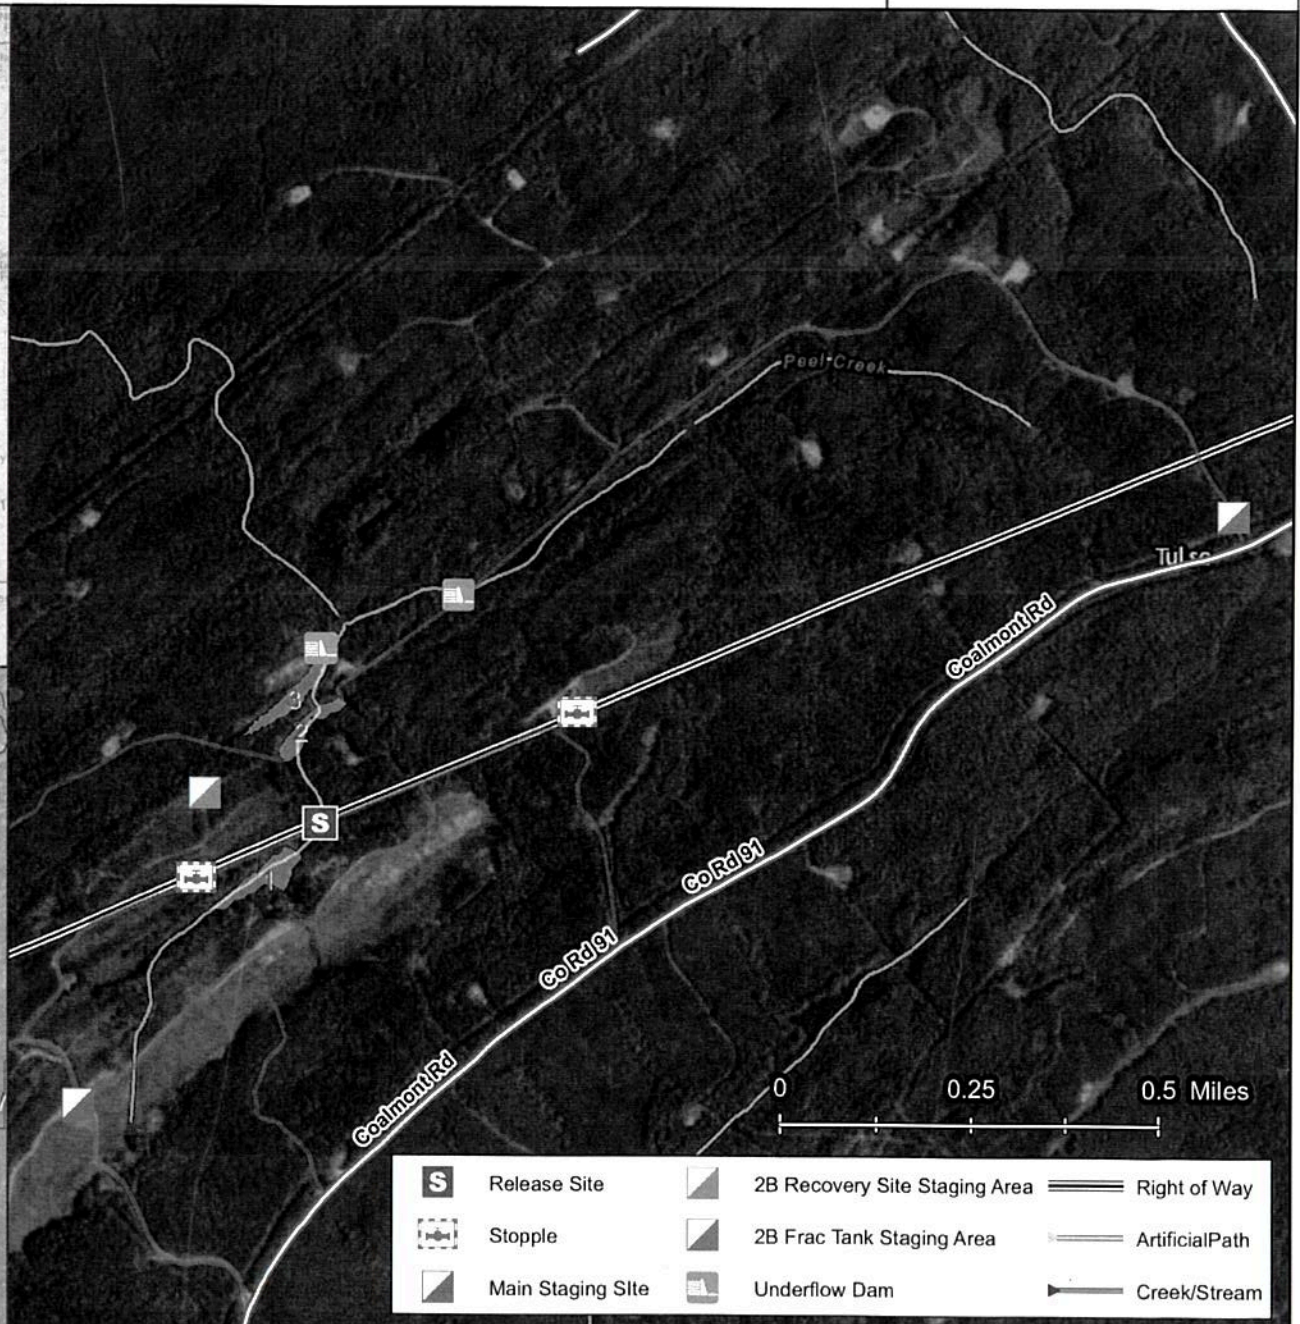 Peel Creek
Coalmont Rd
Co Rd 91
Co Rd 91
Coalmont Rd
S
3
2
1
0 0.25 0.5 Miles
S Release Site
Stopple
Main Staging SIte
2B Recovery Site Staging Area
2B Frac Tank Staging Area
Underflow Dam
Right of Way
ArtificialPath
Creek/Stream